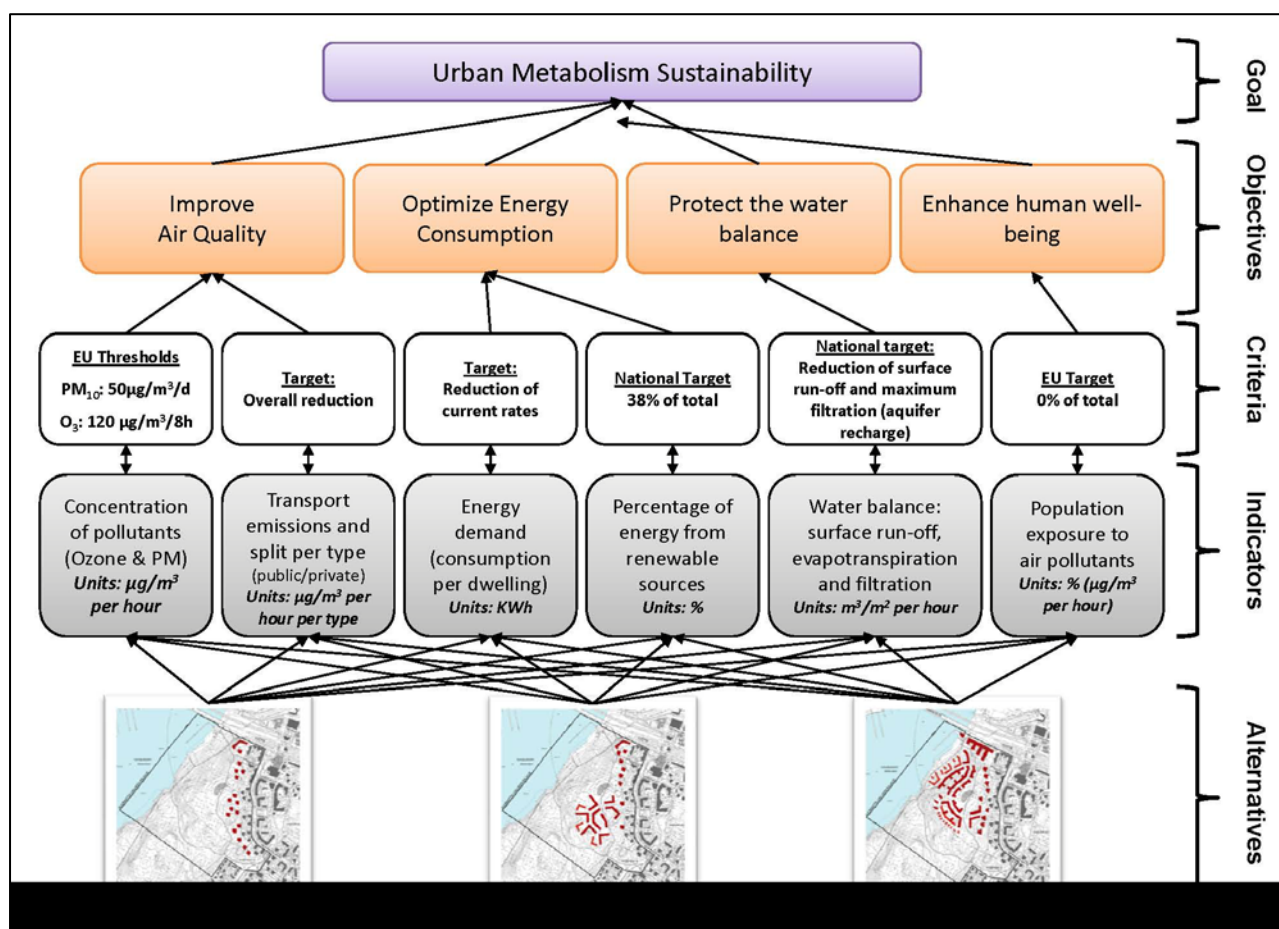 Urban Metabolism Sustainability
Goal
Improve
Air Quality
Optimize Energy
Consumption
Protect the water
balance
Enhance human well-
being
Objectives
EU Thresholds
PM₁₀: 50µg/m³/d
O₃: 120 µg/m³/8h
Target:
Overall reduction
Target:
Reduction of
current rates
National Target
38% of total
National target:
Reduction of surface
run-off and maximum
filtration (aquifer
recharge)
EU Target
0% of total
Criteria
Concentration
of pollutants
(Ozone & PM)
Units: µg/m³
per hour
Transport
emissions and
split per type
(public/private)
Units: µg/m³ per
hour per type
Energy
demand
(consumption
per dwelling)
Units: KWh
Percentage of
energy from
renewable
sources
Units: %
Water balance:
surface run-off,
evapotranspiration
and filtration
Units: m³/m² per hour
Population
exposure to
air pollutants
Units: % (µg/m³
per hour)
Indicators
Alternatives